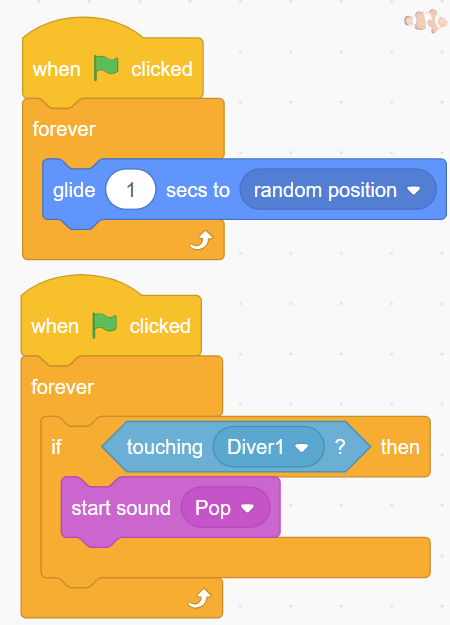 when clicked
forever
glide 1 secs to random position
when clicked
forever
if touching Diver1 ? then
start sound Pop